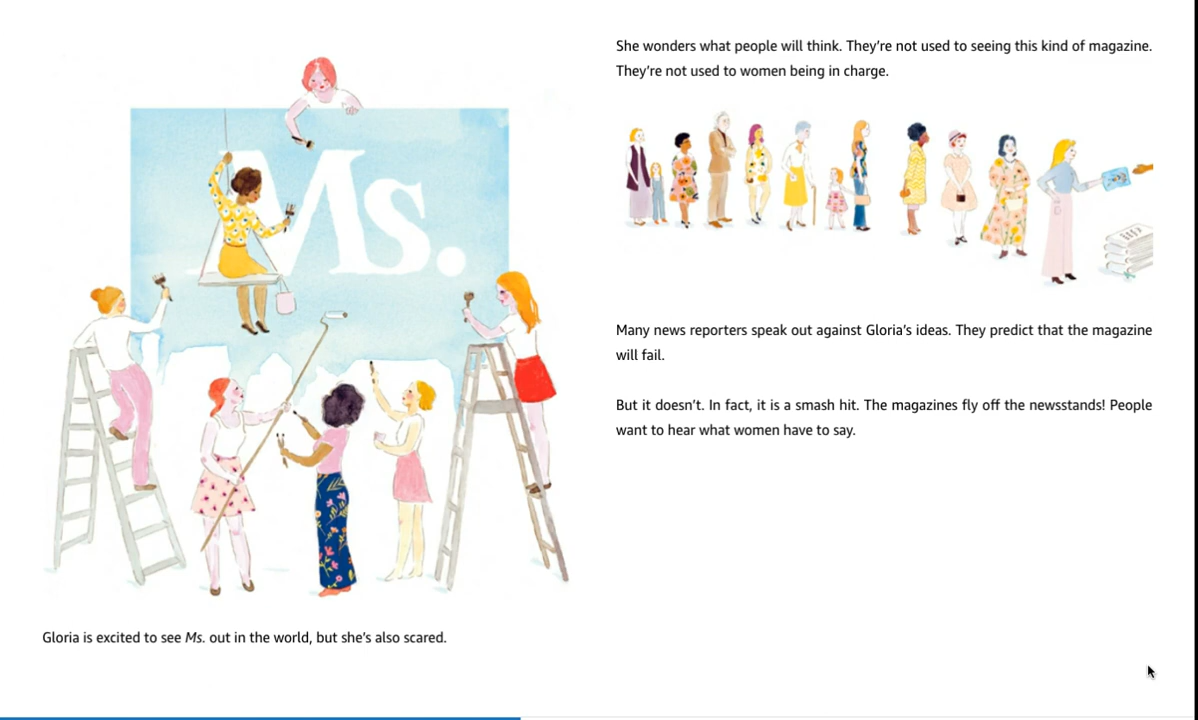 Ms.
Gloria is excited to see Ms. out in the world, but she's also scared.
She wonders what people will think. They're not used to seeing this kind of magazine.
They're not used to women being in charge.
Many news reporters speak out against Gloria's ideas. They predict that the magazine
will fail.
But it doesn't. In fact, it is a smash hit. The magazines fly off the newsstands! People
want to hear what women have to say.